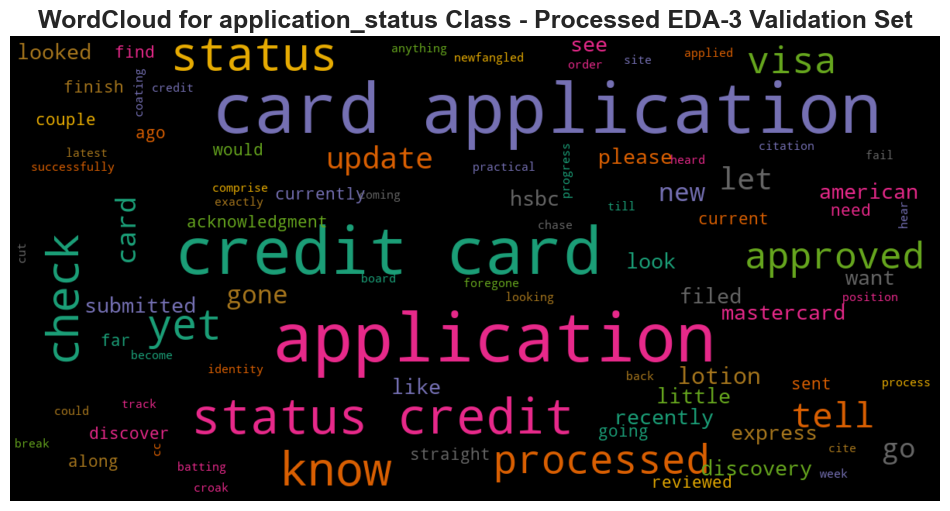 WordCloud for application_status Class - Processed EDA-3 Validation Set
looked find status anything newfangled see order site applied visa
finish coating credit card application
couple ago citation
latest successfully would update practical progress please heard let fail
comprise exactly currently coming hsbc till new american need hear
card acknowledgment chase current
cut check credit card look approved
board foregone want
submitted gone looking filed mastercard position
far yet application
become identity back lotion process
like little sent
could track status credit recently tell
break discover cc going express cite go
along batting know straight processed discovery week
croak reviewed